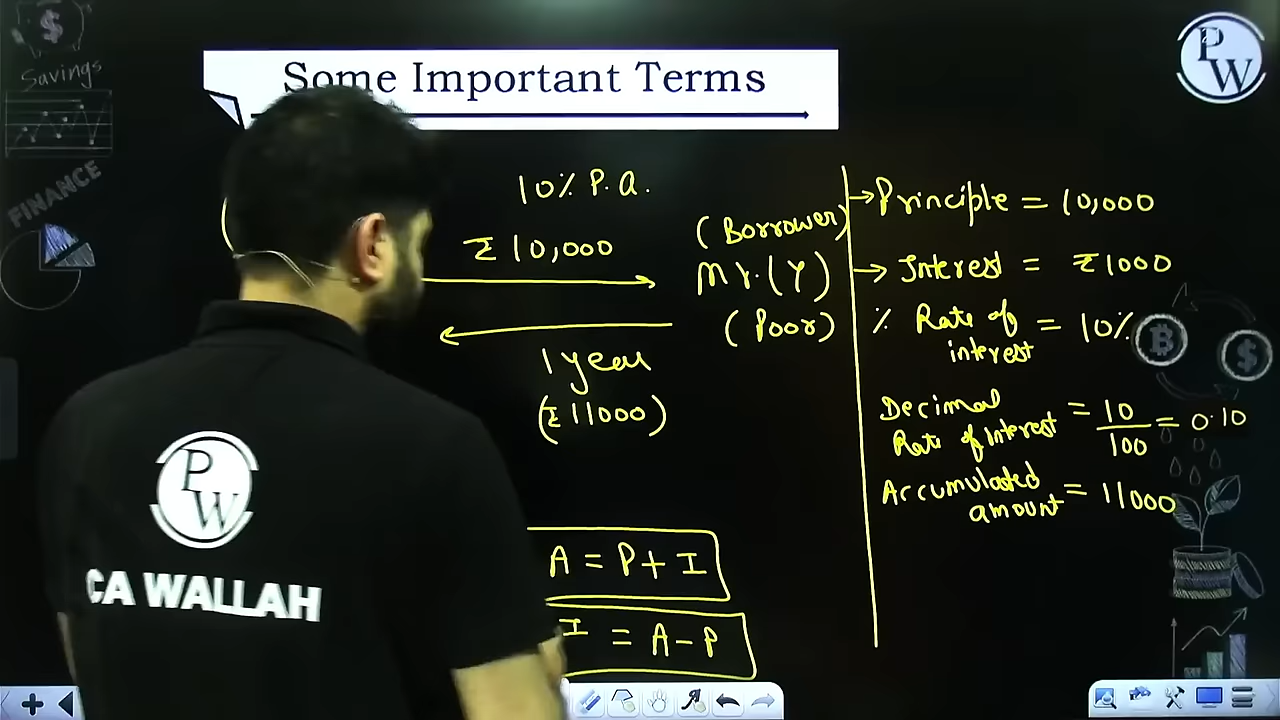 Savings
FINANCE
Some Important Terms
PW
10% P.a.
₹10,000
(Borrower)
Mr. (Y)
(Poor)
1 year
(₹11000)
A = P + I
I = A - P
→ Principle = 10,000
→ Interest = ₹1000
% Rate of interest = 10%
Decimal Rate of Interest = 10/100 = 0.10
Accumulated amount = 11000
PW
CA WALLAH